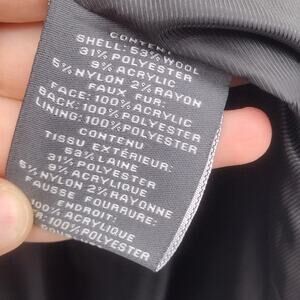 CONTENT
SHELL: 53% WOOL
31% POLYESTER
9% ACRYLIC
5% NYLON 2% RAYON
FAUX FUR:
FACE: 100% ACRYLIC
BACK: 100% POLYESTER
LINING: 100% POLYESTER
CONTENU
TISSU EXTÉRIEUR:
53% LAINE
31% POLYESTER
9% ACRYLIQUE
5% NYLON 2% RAYONNE
FAUSSE FOURRURE:
ENDROIT:
100% ACRYLIQUE
100% POLYESTER